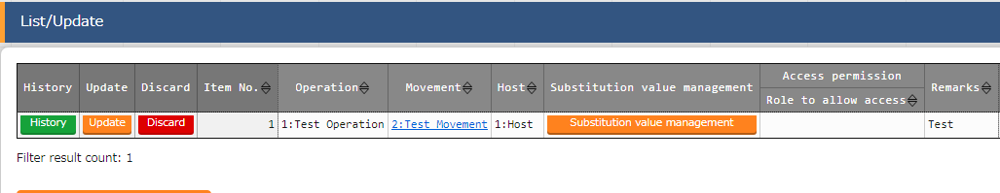 List/Update
History Update Discard Item No. Operation Movement Host Substitution value management Access permission Role to allow access Remarks
History Update Discard 1 1:Test Operation 2:Test Movement 1:Host Substitution value management Test
Filter result count: 1